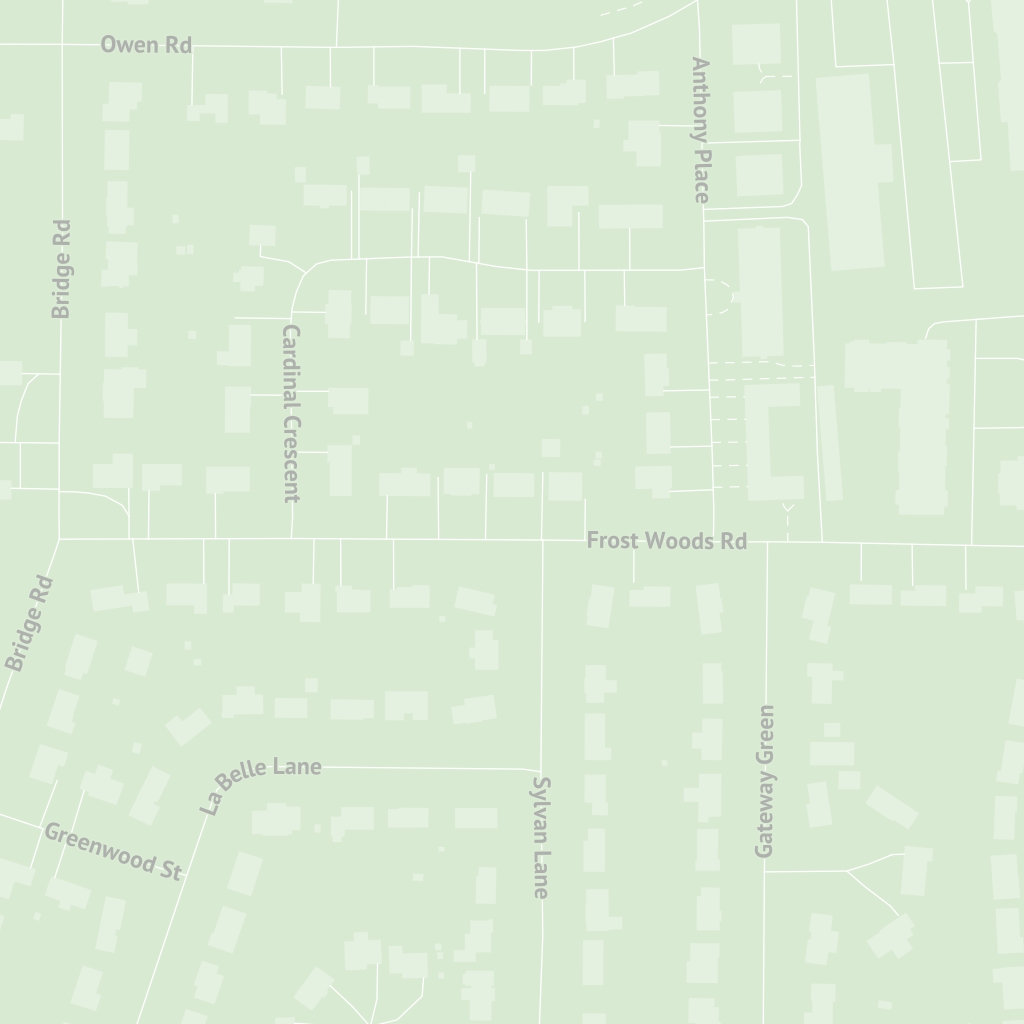 Owen Rd
Anthony Place
Bridge Rd
Cardinal Crescent
Frost Woods Rd
Bridge Rd
La Belle Lane
Gateway Green
Sylvan Lane
Greenwood St